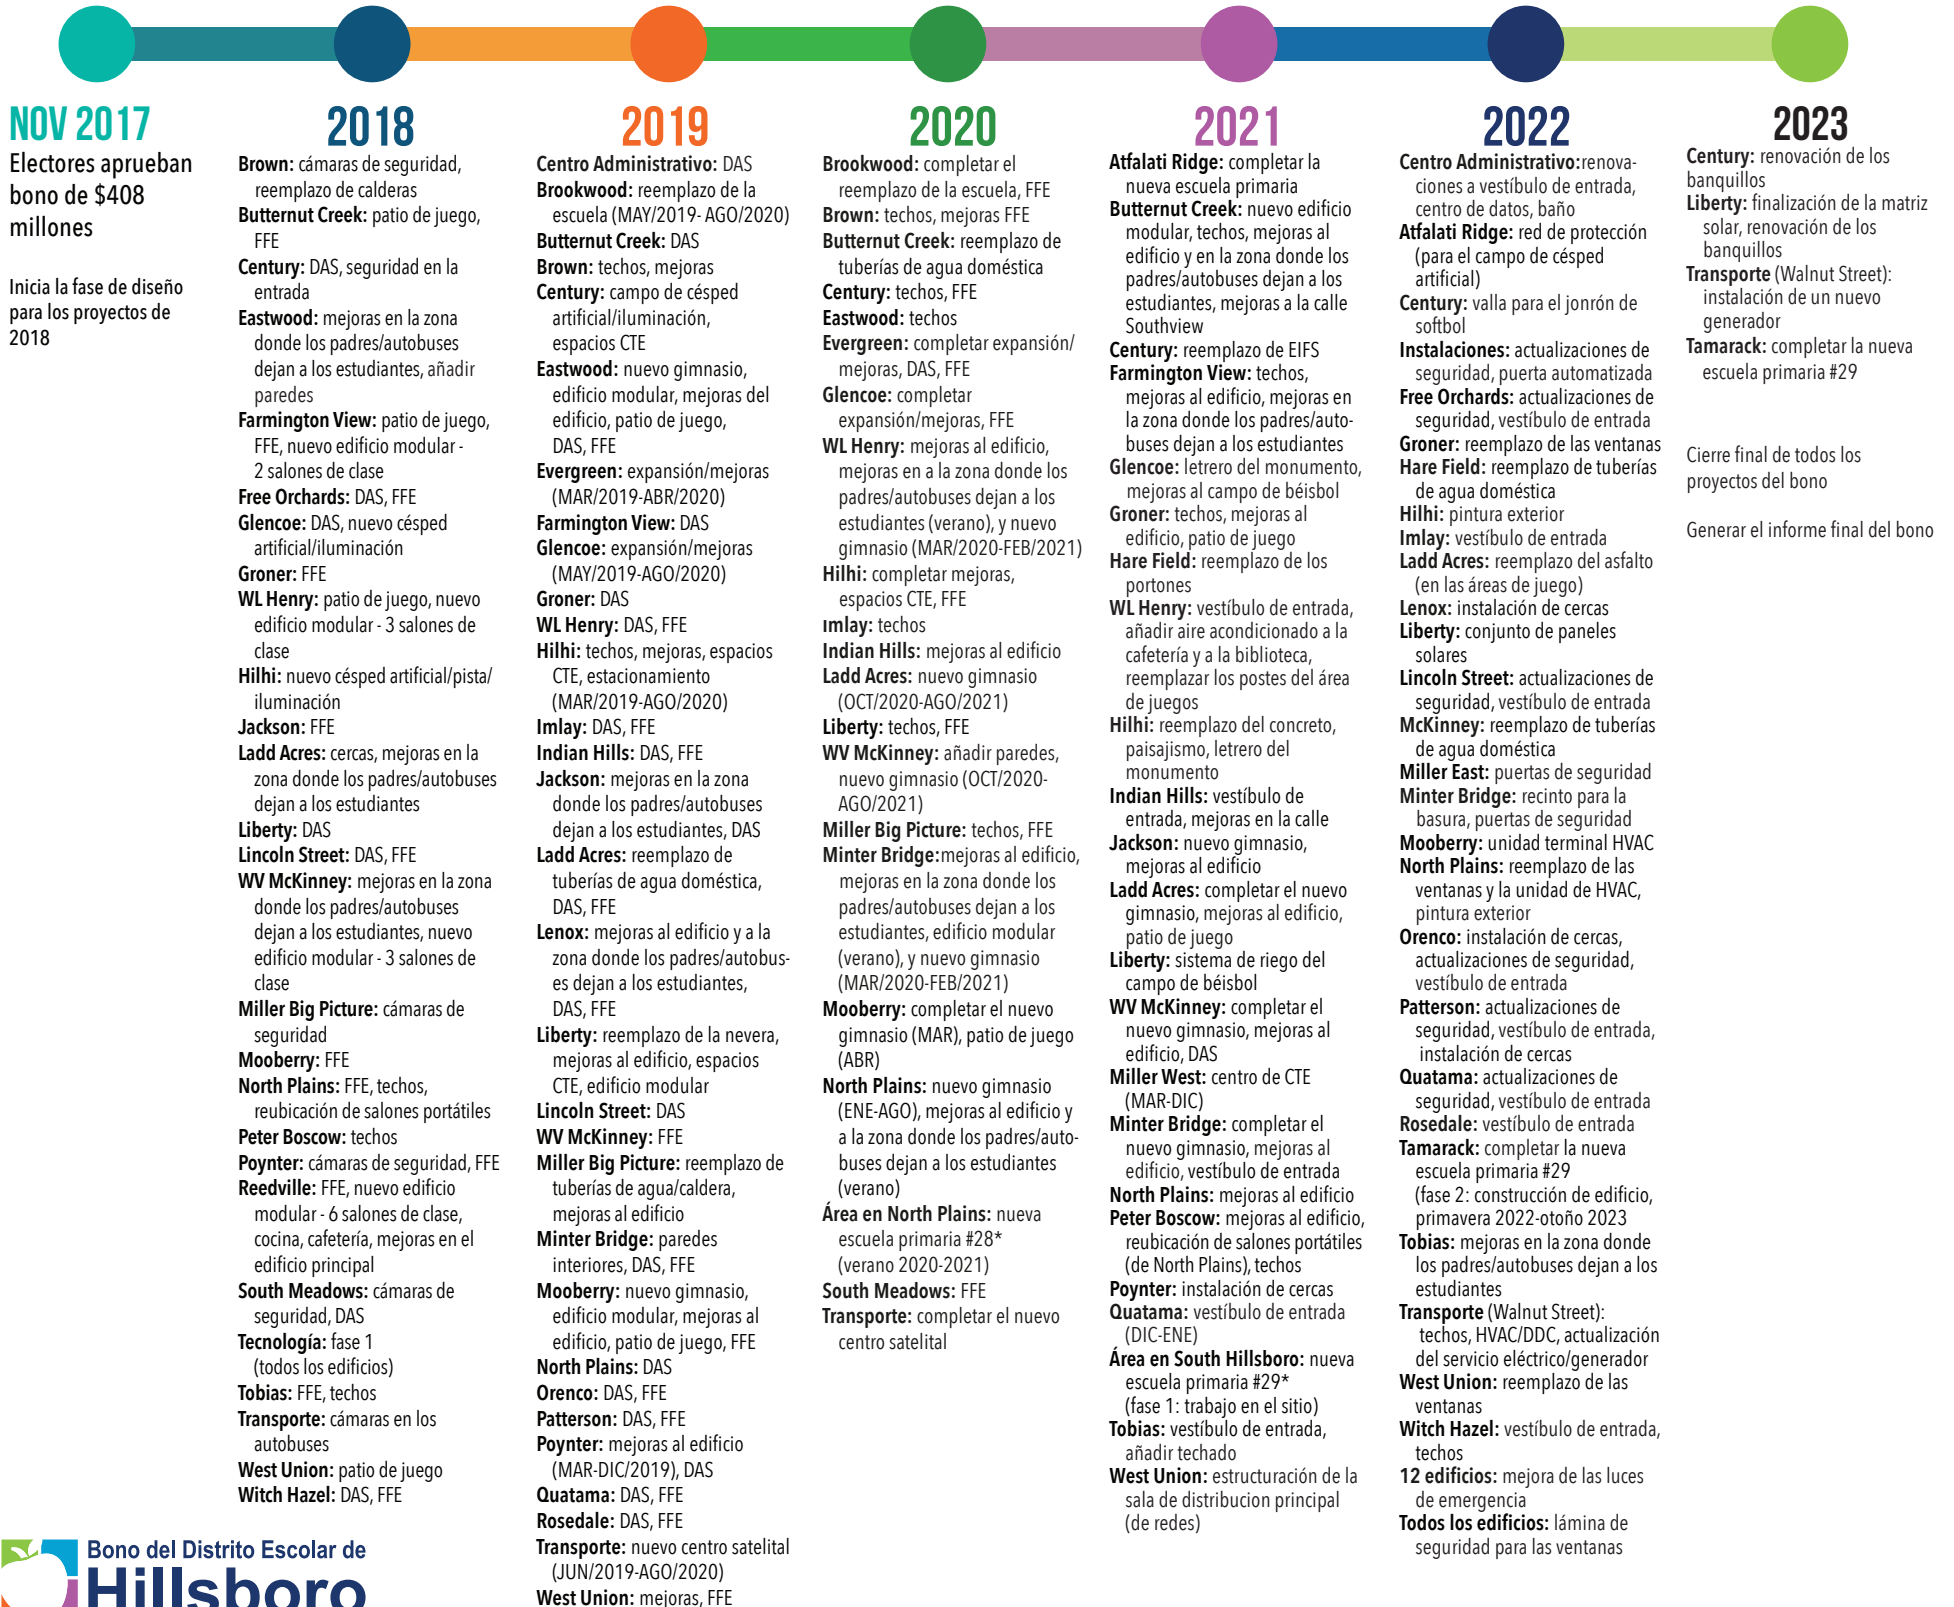 NOV 2017
Electores aprueban
bono de $408
millones
Inicia la fase de diseño
para los proyectos de
2018
2018
Brown: cámaras de seguridad,
reemplazo de calderas
Butternut Creek: patio de juego,
FFE
Century: DAS, seguridad en la
entrada
Eastwood: mejoras en la zona
donde los padres/autobuses
dejan a los estudiantes, añadir
paredes
Farmington View: patio de juego,
FFE, nuevo edificio modular -
2 salones de clase
Free Orchards: DAS, FFE
Glencoe: DAS, nuevo césped
artificial/iluminación
Groner: FFE
WL Henry: patio de juego, nuevo
edificio modular - 3 salones de
clase
Hilhi: nuevo césped artificial/pista/
iluminación
Jackson: FFE
Ladd Acres: cercas, mejoras en la
zona donde los padres/autobuses
dejan a los estudiantes
Liberty: DAS
Lincoln Street: DAS, FFE
WV McKinney: mejoras en la zona
donde los padres/autobuses
dejan a los estudiantes, nuevo
edificio modular - 3 salones de
clase
Miller Big Picture: cámaras de
seguridad
Mooberry: FFE
North Plains: FFE, techos,
reubicación de salones portátiles
Peter Boscow: techos
Poynter: cámaras de seguridad, FFE
Reedville: FFE, nuevo edificio
modular - 6 salones de clase,
cocina, cafetería, mejoras en el
edificio principal
South Meadows: cámaras de
seguridad, DAS
Tecnología: fase 1
(todos los edificios)
Tobias: FFE, techos
Transporte: cámaras en los
autobuses
West Union: patio de juego
Witch Hazel: DAS, FFE
2019
Centro Administrativo: DAS
Brookwood: reemplazo de la
escuela (MAY/2019- AGO/2020)
Butternut Creek: DAS
Brown: techos, mejoras
Century: campo de césped
artificial/iluminación,
espacios CTE
Eastwood: nuevo gimnasio,
edificio modular, mejoras del
edificio, patio de juego,
DAS, FFE
Evergreen: expansión/mejoras
(MAR/2019-ABR/2020)
Farmington View: DAS
Glencoe: expansión/mejoras
(MAY/2019-AGO/2020)
Groner: DAS
WL Henry: DAS, FFE
Hilhi: techos, mejoras, espacios
CTE, estacionamiento
(MAR/2019-AGO/2020)
Imlay: DAS, FFE
Indian Hills: DAS, FFE
Jackson: mejoras en la zona
donde los padres/autobuses
dejan a los estudiantes, DAS
Ladd Acres: reemplazo de
tuberías de agua doméstica,
DAS, FFE
Lenox: mejoras al edificio y a la
zona donde los padres/autobus-
es dejan a los estudiantes,
DAS, FFE
Liberty: reemplazo de la nevera,
mejoras al edificio, espacios
CTE, edificio modular
Lincoln Street: DAS
WV McKinney: FFE
Miller Big Picture: reemplazo de
tuberías de agua/caldera,
mejoras al edificio
Minter Bridge: paredes
interiores, DAS, FFE
Mooberry: nuevo gimnasio,
edificio modular, mejoras al
edificio, patio de juego, FFE
North Plains: DAS
Orenco: DAS, FFE
Patterson: DAS, FFE
Poynter: mejoras al edificio
(MAR-DIC/2019), DAS
Quatama: DAS, FFE
Rosedale: DAS, FFE
Transporte: nuevo centro satelital
(JUN/2019-AGO/2020)
West Union: mejoras, FFE
2020
Brookwood: completar el
reemplazo de la escuela, FFE
Brown: techos, mejoras FFE
Butternut Creek: reemplazo de
tuberías de agua doméstica
Century: techos, FFE
Eastwood: techos
Evergreen: completar expansión/
mejoras, DAS, FFE
Glencoe: completar
expansión/mejoras, FFE
WL Henry: mejoras al edificio,
mejoras en a la zona donde los
padres/autobuses dejan a los
estudiantes (verano), y nuevo
gimnasio (MAR/2020-FEB/2021)
Hilhi: completar mejoras,
espacios CTE, FFE
Imlay: techos
Indian Hills: mejoras al edificio
Ladd Acres: nuevo gimnasio
(OCT/2020-AGO/2021)
Liberty: techos, FFE
WV McKinney: añadir paredes,
nuevo gimnasio (OCT/2020-
AGO/2021)
Miller Big Picture: techos, FFE
Minter Bridge:mejoras al edificio,
mejoras en la zona donde los
padres/autobuses dejan a los
estudiantes, edificio modular
(verano), y nuevo gimnasio
(MAR/2020-FEB/2021)
Mooberry: completar el nuevo
gimnasio (MAR), patio de juego
(ABR)
North Plains: nuevo gimnasio
(ENE-AGO), mejoras al edificio y
a la zona donde los padres/auto-
buses dejan a los estudiantes
(verano)
Área en North Plains: nueva
escuela primaria #28*
(verano 2020-2021)
South Meadows: FFE
Transporte: completar el nuevo
centro satelital
2021
Atfalati Ridge: completar la
nueva escuela primaria
Butternut Creek: nuevo edificio
modular, techos, mejoras al
edificio y en la zona donde los
padres/autobuses dejan a los
estudiantes, mejoras a la calle
Southview
Century: reemplazo de EIFS
Farmington View: techos,
mejoras al edificio, mejoras en
la zona donde los padres/auto-
buses dejan a los estudiantes
Glencoe: letrero del monumento,
mejoras al campo de béisbol
Groner: techos, mejoras al
edificio, patio de juego
Hare Field: reemplazo de los
portones
WL Henry: vestíbulo de entrada,
añadir aire acondicionado a la
cafetería y a la biblioteca,
reemplazar los postes del área
de juegos
Hilhi: reemplazo del concreto,
paisajismo, letrero del
monumento
Indian Hills: vestíbulo de
entrada, mejoras en la calle
Jackson: nuevo gimnasio,
mejoras al edificio
Ladd Acres: completar el nuevo
gimnasio, mejoras al edificio,
patio de juego
Liberty: sistema de riego del
campo de béisbol
WV McKinney: completar el
nuevo gimnasio, mejoras al
edificio, DAS
Miller West: centro de CTE
(MAR-DIC)
Minter Bridge: completar el
nuevo gimnasio, mejoras al
edificio, vestíbulo de entrada
North Plains: mejoras al edificio
Peter Boscow: mejoras al edificio,
reubicación de salones portátiles
(de North Plains), techos
Poynter: instalación de cercas
Quatama: vestíbulo de entrada
(DIC-ENE)
Área en South Hillsboro: nueva
escuela primaria #29*
(fase 1: trabajo en el sitio)
Tobias: vestíbulo de entrada,
añadir techado
West Union: estructuración de la
sala de distribucion principal
(de redes)
2022
Centro Administrativo:renova-
ciones a vestíbulo de entrada,
centro de datos, baño
Atfalati Ridge: red de protección
(para el campo de césped
artificial)
Century: valla para el jonrón de
softbol
Instalaciones: actualizaciones de
seguridad, puerta automatizada
Free Orchards: actualizaciones de
seguridad, vestíbulo de entrada
Groner: reemplazo de las ventanas
Hare Field: reemplazo de tuberías
de agua doméstica
Hilhi: pintura exterior
Imlay: vestíbulo de entrada
Ladd Acres: reemplazo del asfalto
(en las áreas de juego)
Lenox: instalación de cercas
Liberty: conjunto de paneles
solares
Lincoln Street: actualizaciones de
seguridad, vestíbulo de entrada
McKinney: reemplazo de tuberías
de agua doméstica
Miller East: puertas de seguridad
Minter Bridge: recinto para la
basura, puertas de seguridad
Mooberry: unidad terminal HVAC
North Plains: reemplazo de las
ventanas y la unidad de HVAC,
pintura exterior
Orenco: instalación de cercas,
actualizaciones de seguridad,
vestíbulo de entrada
Patterson: actualizaciones de
seguridad, vestíbulo de entrada,
instalación de cercas
Quatama: actualizaciones de
seguridad, vestíbulo de entrada
Rosedale: vestíbulo de entrada
Tamarack: completar la nueva
escuela primaria #29
(fase 2: construcción de edificio,
primavera 2022-otoño 2023
Tobias: mejoras en la zona donde
los padres/autobuses dejan a los
estudiantes
Transporte (Walnut Street):
techos, HVAC/DDC, actualización
del servicio eléctrico/generador
West Union: reemplazo de las
ventanas
Witch Hazel: vestíbulo de entrada,
techos
12 edificios: mejora de las luces
de emergencia
Todos los edificios: lámina de
seguridad para las ventanas
2023
Century: renovación de los
banquillos
Liberty: finalización de la matriz
solar, renovación de los
banquillos
Transporte (Walnut Street):
instalación de un nuevo
generador
Tamarack: completar la nueva
escuela primaria #29
Cierre final de todos los
proyectos del bono
Generar el informe final del bono
Bono del Distrito Escolar de
Hillsboro